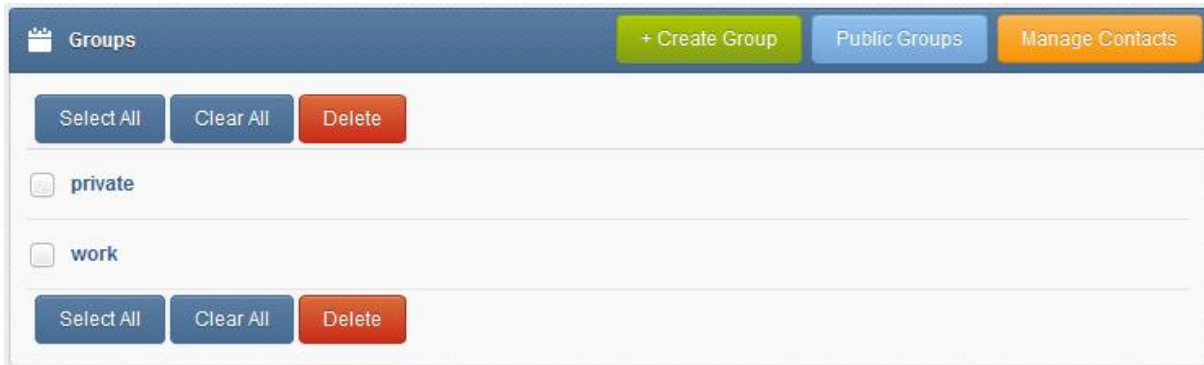 Groups + Create Group Public Groups Manage Contacts
Select All Clear All Delete
private
work
Select All Clear All Delete